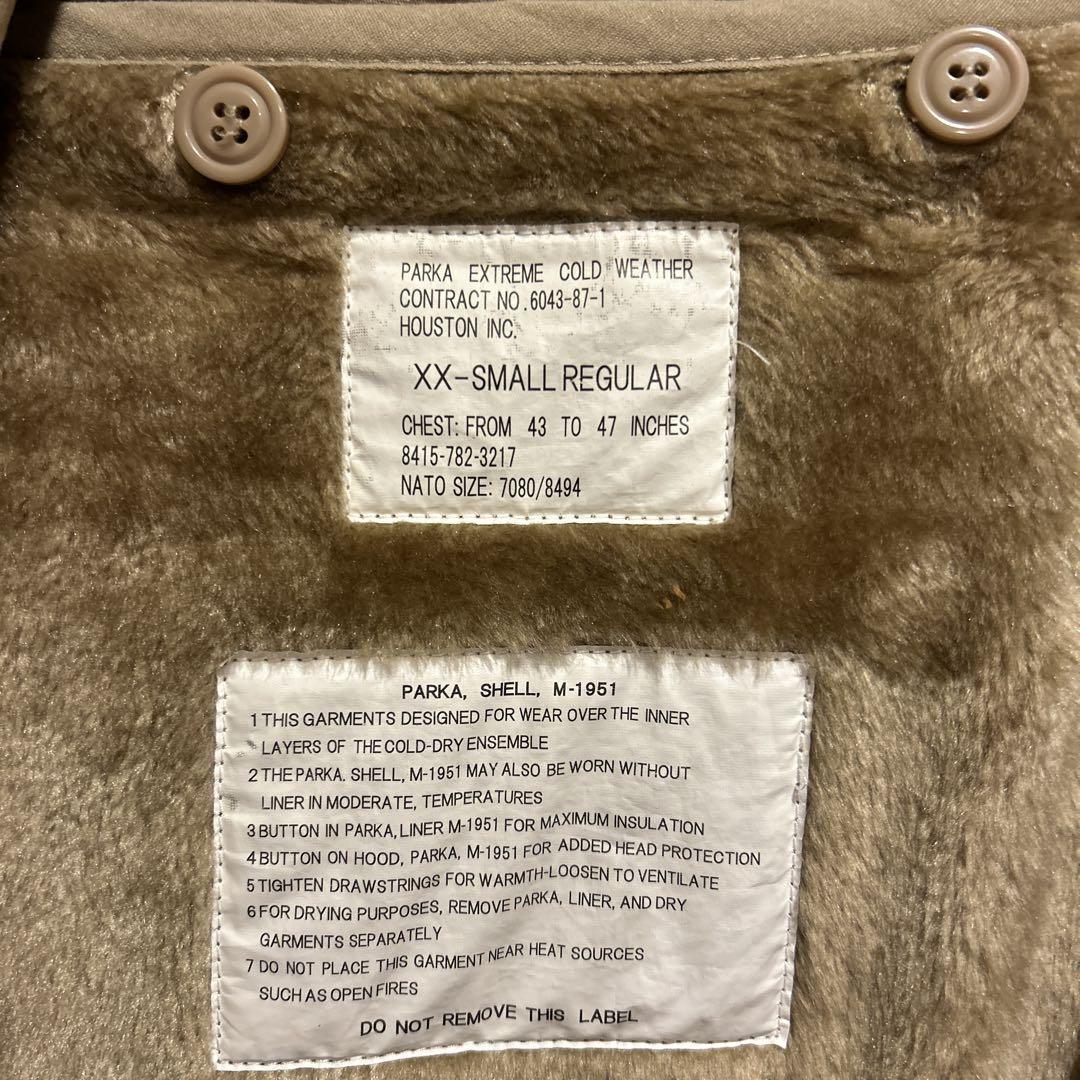 PARKA EXTREME COLD WEATHER
CONTRACT NO.6043-87-1
HOUSTON INC.
XX-SMALL REGULAR
CHEST: FROM 43 TO 47 INCHES
8415-782-3217
NATO SIZE: 7080/8494
PARKA, SHELL, M-1951
1 THIS GARMENTS DESIGNED FOR WEAR OVER THE INNER
LAYERS OF THE COLD-DRY ENSEMBLE
2 THE PARKA. SHELL, M-1951 MAY ALSO BE WORN WITHOUT
LINER IN MODERATE, TEMPERATURES
3 BUTTON IN PARKA, LINER M-1951 FOR MAXIMUM INSULATION
4 BUTTON ON HOOD, PARKA, M-1951 FOR ADDED HEAD PROTECTION
5 TIGHTEN DRAWSTRINGS FOR WARMTH-LOOSEN TO VENTILATE
6 FOR DRYING PURPOSES, REMOVE PARKA, LINER, AND DRY
GARMENTS SEPARATELY
7 DO NOT PLACE THIS GARMENT NEAR HEAT SOURCES
SUCH AS OPEN FIRES
DO NOT REMOVE THIS LABEL